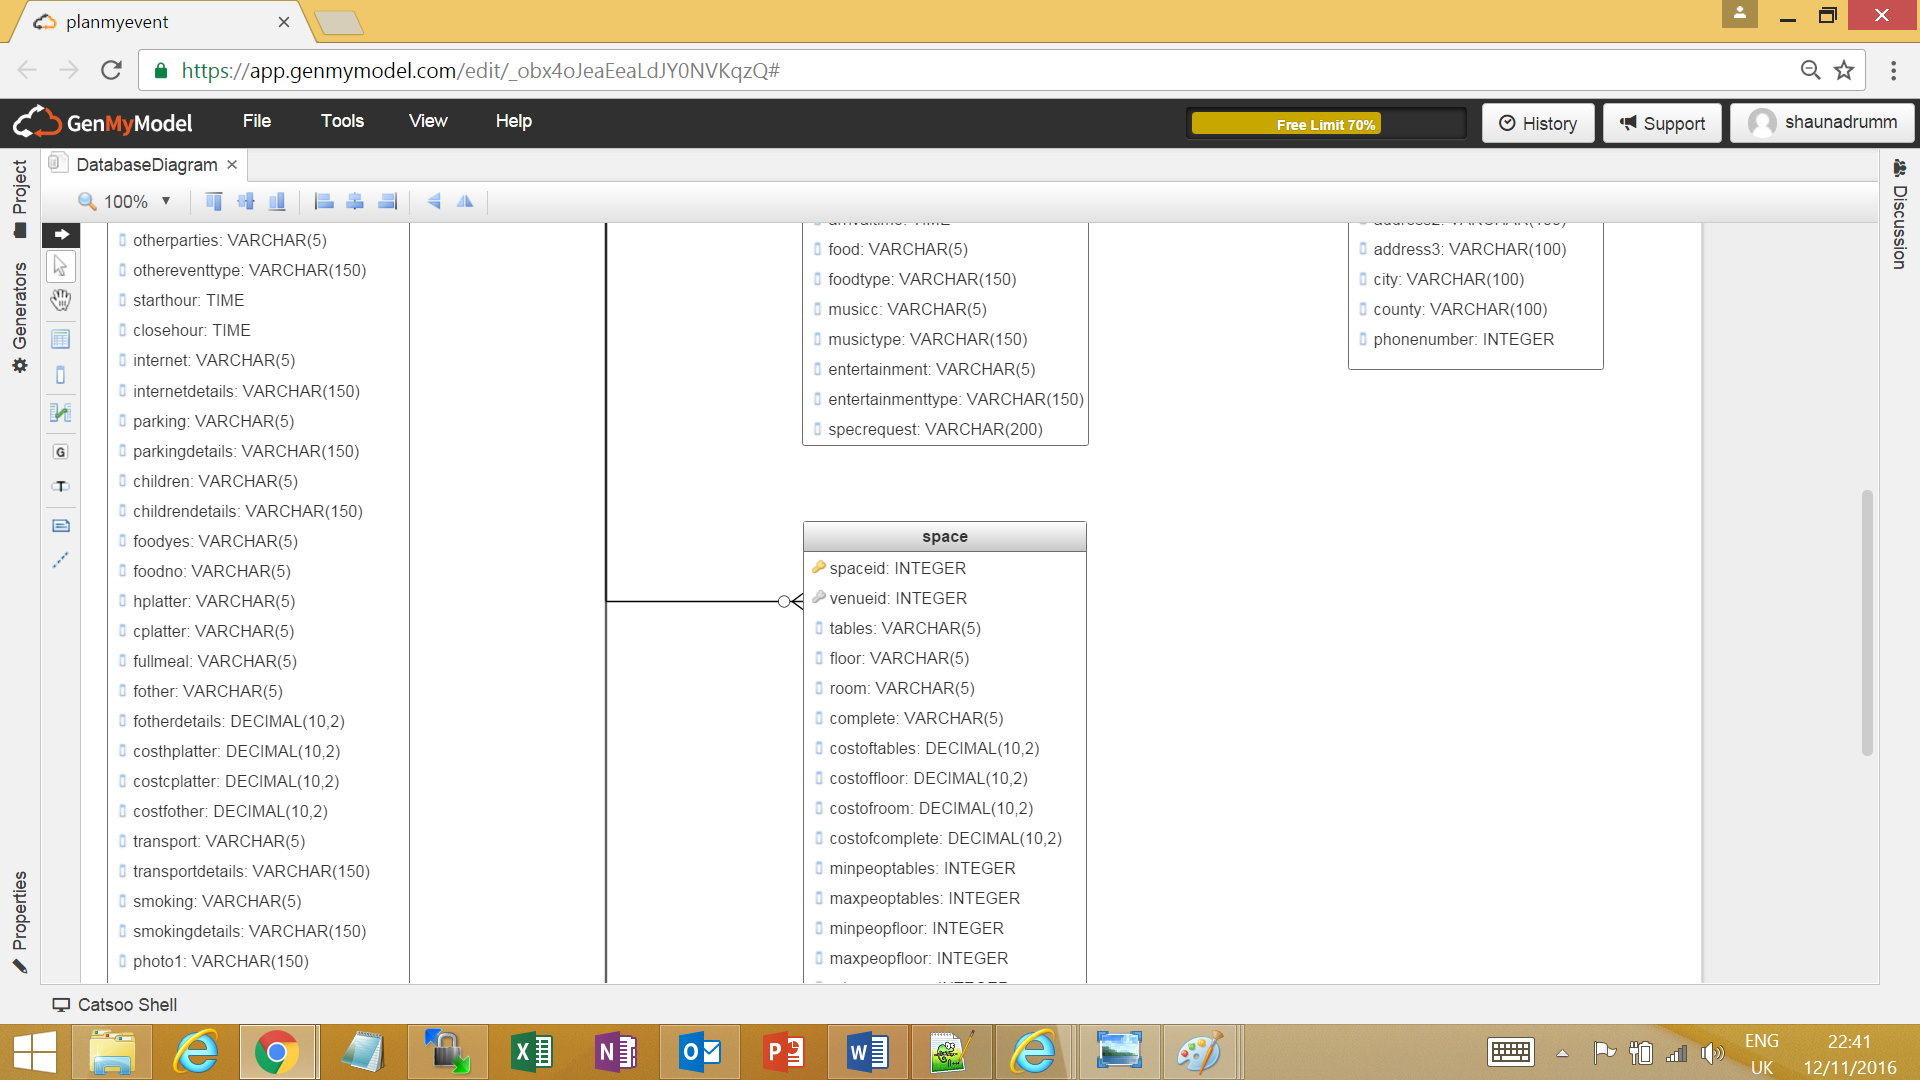 planmyevent
https://app.genmymodel.com/edit/_obx4oJeaEeaLdJY0NVKqzQ#
GenMyModel
File
Tools
View
Help
Free Limit 70%
History
Support
shaunadrumm
Project
Generators
Properties
DatabaseDiagram
100%
Discussion
otherparties: VARCHAR(5)
othereventtype: VARCHAR(150)
starthour: TIME
closehour: TIME
internet: VARCHAR(5)
internetdetails: VARCHAR(150)
parking: VARCHAR(5)
parkingdetails: VARCHAR(150)
children: VARCHAR(5)
childrendetails: VARCHAR(150)
foodyes: VARCHAR(5)
foodno: VARCHAR(5)
hplatter: VARCHAR(5)
cplatter: VARCHAR(5)
fullmeal: VARCHAR(5)
fother: VARCHAR(5)
fotherdetails: DECIMAL(10,2)
costhplatter: DECIMAL(10,2)
costcplatter: DECIMAL(10,2)
costfother: DECIMAL(10,2)
transport: VARCHAR(5)
transportdetails: VARCHAR(150)
smoking: VARCHAR(5)
smokingdetails: VARCHAR(150)
photo1: VARCHAR(150)
arrivaltime: TIME
food: VARCHAR(5)
foodtype: VARCHAR(150)
musicc: VARCHAR(5)
musictype: VARCHAR(150)
entertainment: VARCHAR(5)
entertainmenttype: VARCHAR(150)
specrequest: VARCHAR(200)
address2: VARCHAR(100)
address3: VARCHAR(100)
city: VARCHAR(100)
county: VARCHAR(100)
phonenumber: INTEGER
space
spaceid: INTEGER
venueid: INTEGER
tables: VARCHAR(5)
floor: VARCHAR(5)
room: VARCHAR(5)
complete: VARCHAR(5)
costoftables: DECIMAL(10,2)
costoffloor: DECIMAL(10,2)
costofroom: DECIMAL(10,2)
costofcomplete: DECIMAL(10,2)
minpeoptables: INTEGER
maxpeoptables: INTEGER
minpeopfloor: INTEGER
maxpeopfloor: INTEGER
Catsoo Shell
ENG
UK
22:41
12/11/2016